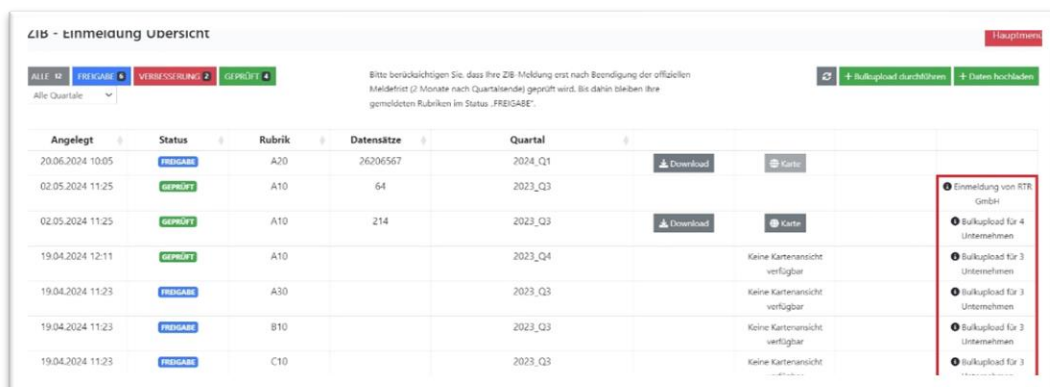 ZIB - Einmeldung Übersicht
Hauptmenü
ALLE 12 FREIGABE 6 VERBESSERUNG 2 GEPRÜFT 4
Alle Quartale
Bitte berücksichtigen Sie, dass Ihre ZIB-Meldung erst nach Beendigung der offiziellen
Meldefrist (2 Monate nach Quartalsende) geprüft wird. Bis dahin bleiben Ihre
gemeldeten Rubriken im Status „FREIGABE".
+ Bulkupload durchführen + Daten hochladen
Angelegt Status Rubrik Datensätze Quartal
20.06.2024 10:05 FREIGABE A20 26206567 2024_Q1 Download Karte
02.05.2024 11:25 GEPRÜFT A10 64 2023_Q3 Einmeldung von RTR
GmbH
02.05.2024 11:25 GEPRÜFT A10 214 2023_Q3 Download Karte Bulkupload für 4
Unternehmen
19.04.2024 12:11 GEPRÜFT A10 2023_Q4 Keine Kartenansicht Bulkupload für 3
verfügbar Unternehmen
19.04.2024 11:23 FREIGABE A30 2023_Q3 Keine Kartenansicht Bulkupload für 3
verfügbar Unternehmen
19.04.2024 11:23 FREIGABE B10 2023_Q3 Keine Kartenansicht Bulkupload für 3
verfügbar Unternehmen
19.04.2024 11:23 FREIGABE C10 2023_Q3 Keine Kartenansicht Bulkupload für 3